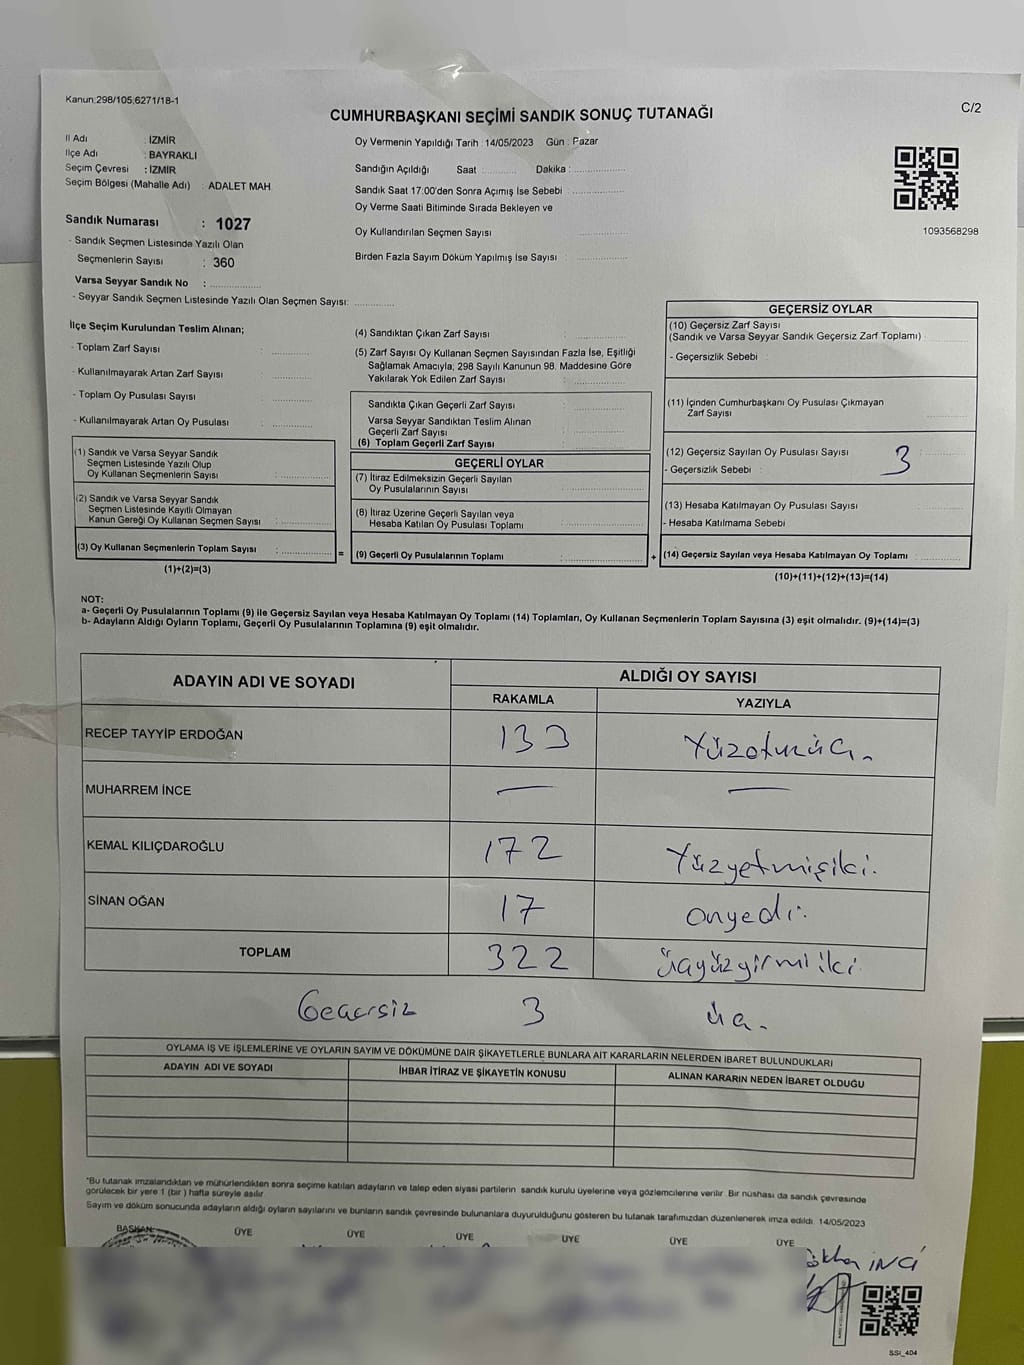 Kanun:298/105,6271/18-1
C/2
CUMHURBAŞKANI SEÇİMİ SANDIK SONUÇ TUTANAĞI
İl Adı : İZMİR
İlçe Adı : BAYRAKLI
Seçim Çevresi : İZMİR
Seçim Bölgesi (Mahalle Adı) : ADALET MAH.
Oy Vermenin Yapıldığı Tarih : 14/05/2023 Gün : Pazar
Sandığın Açıldığı Saat : Dakika :
Sandık Saat 17:00'den Sonra Açımış İse Sebebi :
Oy Verme Saati Bitiminde Sırada Bekleyen ve
Oy Kullandırılan Seçmen Sayısı
Birden Fazla Sayım Döküm Yapılmış İse Sayısı :
1093568298
Sandık Numarası : 1027
- Sandık Seçmen Listesinde Yazılı Olan
Seçmenlerin Sayısı : 360
Varsa Seyyar Sandık No :
- Seyyar Sandık Seçmen Listesinde Yazılı Olan Seçmen Sayısı:
İlçe Seçim Kurulundan Teslim Alınan;
- Toplam Zarf Sayısı :
- Kullanılmayarak Artan Zarf Sayısı :
- Toplam Oy Pusulası Sayısı :
- Kullanılmayarak Artan Oy Pusulası :
(1) Sandık ve Varsa Seyyar Sandık
Seçmen Listesinde Yazılı Olup
Oy Kullanan Seçmenlerin Sayısı :
(2) Sandık ve Varsa Seyyar Sandık
Seçmen Listesinde Kayıtlı Olmayan
Kanun Gereği Oy Kullanan Seçmen Sayısı :
(3) Oy Kullanan Seçmenlerin Toplam Sayısı : =
(1)+(2)=(3)
(4) Sandıktan Çıkan Zarf Sayısı :
(5) Zarf Sayısı Oy Kullanan Seçmen Sayısından Fazla İse, Eşitliği
Sağlamak Amacıyla, 298 Sayılı Kanunun 98. Maddesine Göre
Yakılarak Yok Edilen Zarf Sayısı :
Sandıkta Çıkan Geçerli Zarf Sayısı :
Varsa Seyyar Sandıktan Teslim Alınan
Geçerli Zarf Sayısı :
(6) Toplam Geçerli Zarf Sayısı :
GEÇERLİ OYLAR
(7) İtiraz Edilmeksizin Geçerli Sayılan
Oy Pusulalarının Sayısı :
(8) İtiraz Üzerine Geçerli Sayılan veya
Hesaba Katılan Oy Pusulası Toplamı :
(9) Geçerli Oy Pusulalarının Toplamı : +
GEÇERSİZ OYLAR
(10) Geçersiz Zarf Sayısı
(Sandık ve Varsa Seyyar Sandık Geçersiz Zarf Toplamı) :
- Geçersizlik Sebebi :
(11) İçinden Cumhurbaşkanı Oy Pusulası Çıkmayan
Zarf Sayısı
(12) Geçersiz Sayılan Oy Pusulası Sayısı : 3
- Geçersizlik Sebebi :
(13) Hesaba Katılmayan Oy Pusulası Sayısı
- Hesaba Katılmama Sebebi
(14) Geçersiz Sayılan veya Hesaba Katılmayan Oy Toplamı :
(10)+(11)+(12)+(13)=(14)
NOT:
a- Geçerli Oy Pusulalarının Toplamı (9) ile Geçersiz Sayılan veya Hesaba Katılmayan Oy Toplamı (14) Toplamları, Oy Kullanan Seçmenlerin Toplam Sayısına (3) eşit olmalıdır. (9)+(14)=(3)
b- Adayların Aldığı Oyların Toplamı, Geçerli Oy Pusulalarının Toplamına (9) eşit olmalıdır.
ADAYIN ADI VE SOYADI
ALDIĞI OY SAYISI
RAKAMLA YAZIYLA
RECEP TAYYİP ERDOĞAN 133 Yüzotuzüç.
MUHARREM İNCE — —
KEMAL KILIÇDAROĞLU 172 Yüzyetmişiki.
SİNAN OĞAN 17 onyedi.
TOPLAM 322 üçyüzyirmiiki
Geçersiz 3 üç.
OYLAMA İŞ VE İŞLEMLERİNE VE OYLARIN SAYIM VE DÖKÜMÜNE DAİR ŞİKAYETLERLE BUNLARA AİT KARARLARIN NELERDEN İBARET BULUNDUKLARI
ADAYIN ADI VE SOYADI İHBAR İTİRAZ VE ŞİKAYETİN KONUSU ALINAN KARARIN NEDEN İBARET OLDUĞU
*Bu tutanak imzalandıktan ve mühürlendikten sonra seçime katılan adayların ve talep eden siyasi partilerin sandık kurulu üyelerine veya gözlemcilerine verilir. Bir nüshası da sandık çevresinde
görülecek bir yere 1 (bir) hafta süreyle asılır.
Sayım ve döküm sonucunda adayların aldığı oyların sayılarını ve bunların sandık çevresinde bulunanlara duyurulduğunu gösteren bu tutanak tarafımızdan düzenlenerek imza edildi. 14/05/2023
BAŞKAN ÜYE ÜYE ÜYE ÜYE ÜYE ÜYE
İNCİ
SSİ_404